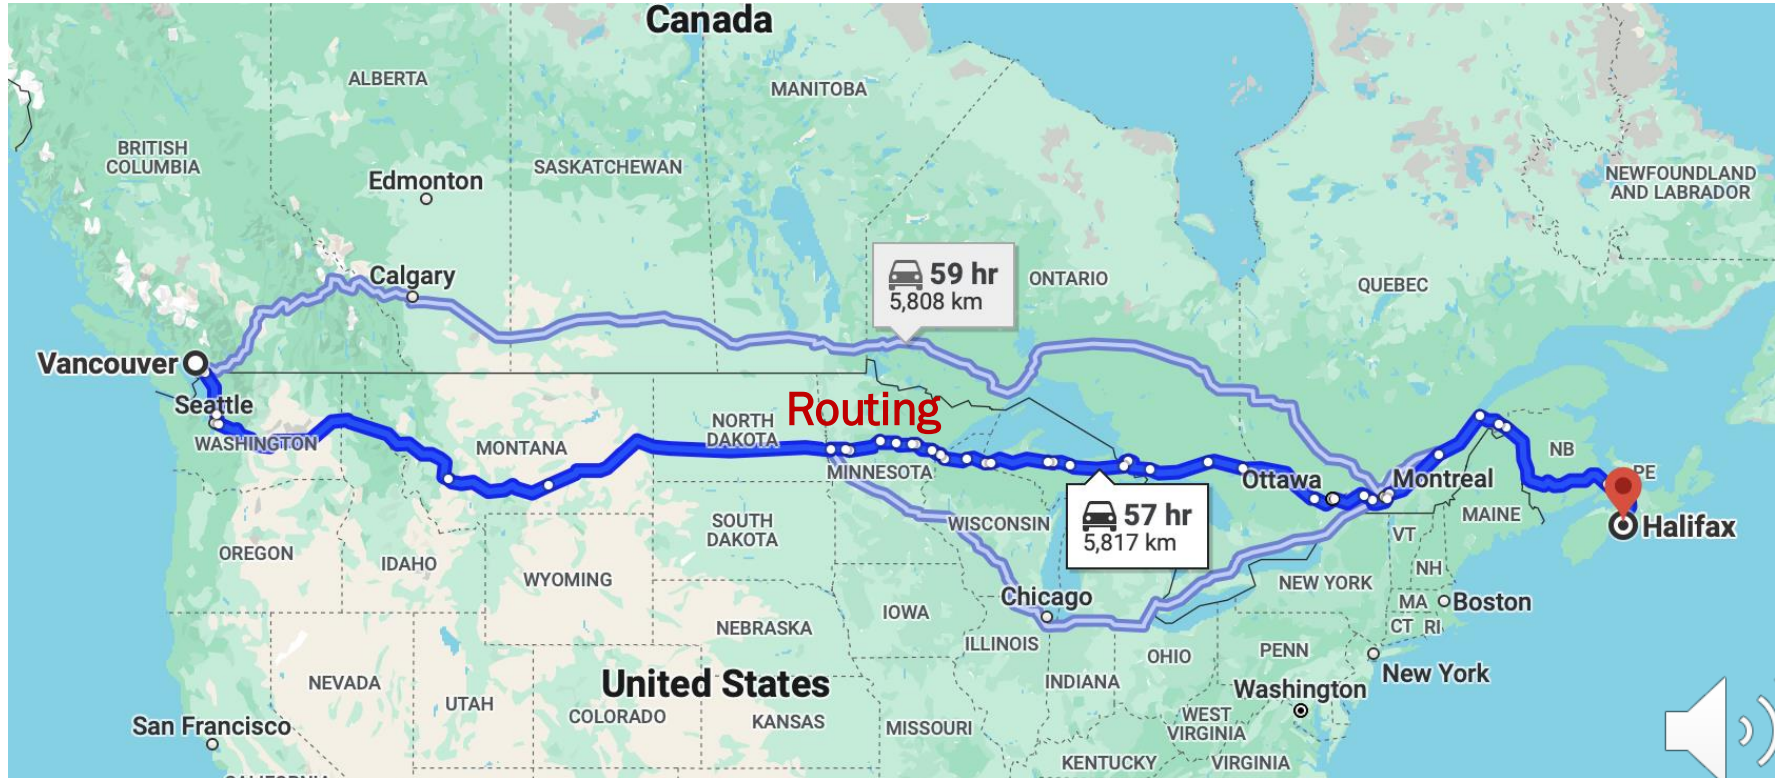 Canada
ALBERTA
MANITOBA
BRITISH
COLUMBIA
SASKATCHEWAN
Edmonton
NEWFOUNDLAND
AND LABRADOR
Calgary
59 hr
5,808 km
ONTARIO
QUEBEC
Vancouver
Seattle
WASHINGTON
MONTANA
NORTH
DAKOTA
Routing
MINNESOTA
Ottawa
Montreal
NB
PE
57 hr
5,817 km
WISCONSIN
MAINE
Halifax
VT
SOUTH
DAKOTA
OREGON
IDAHO
WYOMING
NH
NEW YORK
Chicago
IOWA
MA
Boston
CT
RI
NEBRASKA
ILLINOIS
OHIO
PENN
NEVADA
UTAH
United States
INDIANA
New York
Washington
San Francisco
COLORADO
KANSAS
MISSOURI
WEST
VIRGINIA
KENTUCKY
VIRGINIA
CALIFORNIA